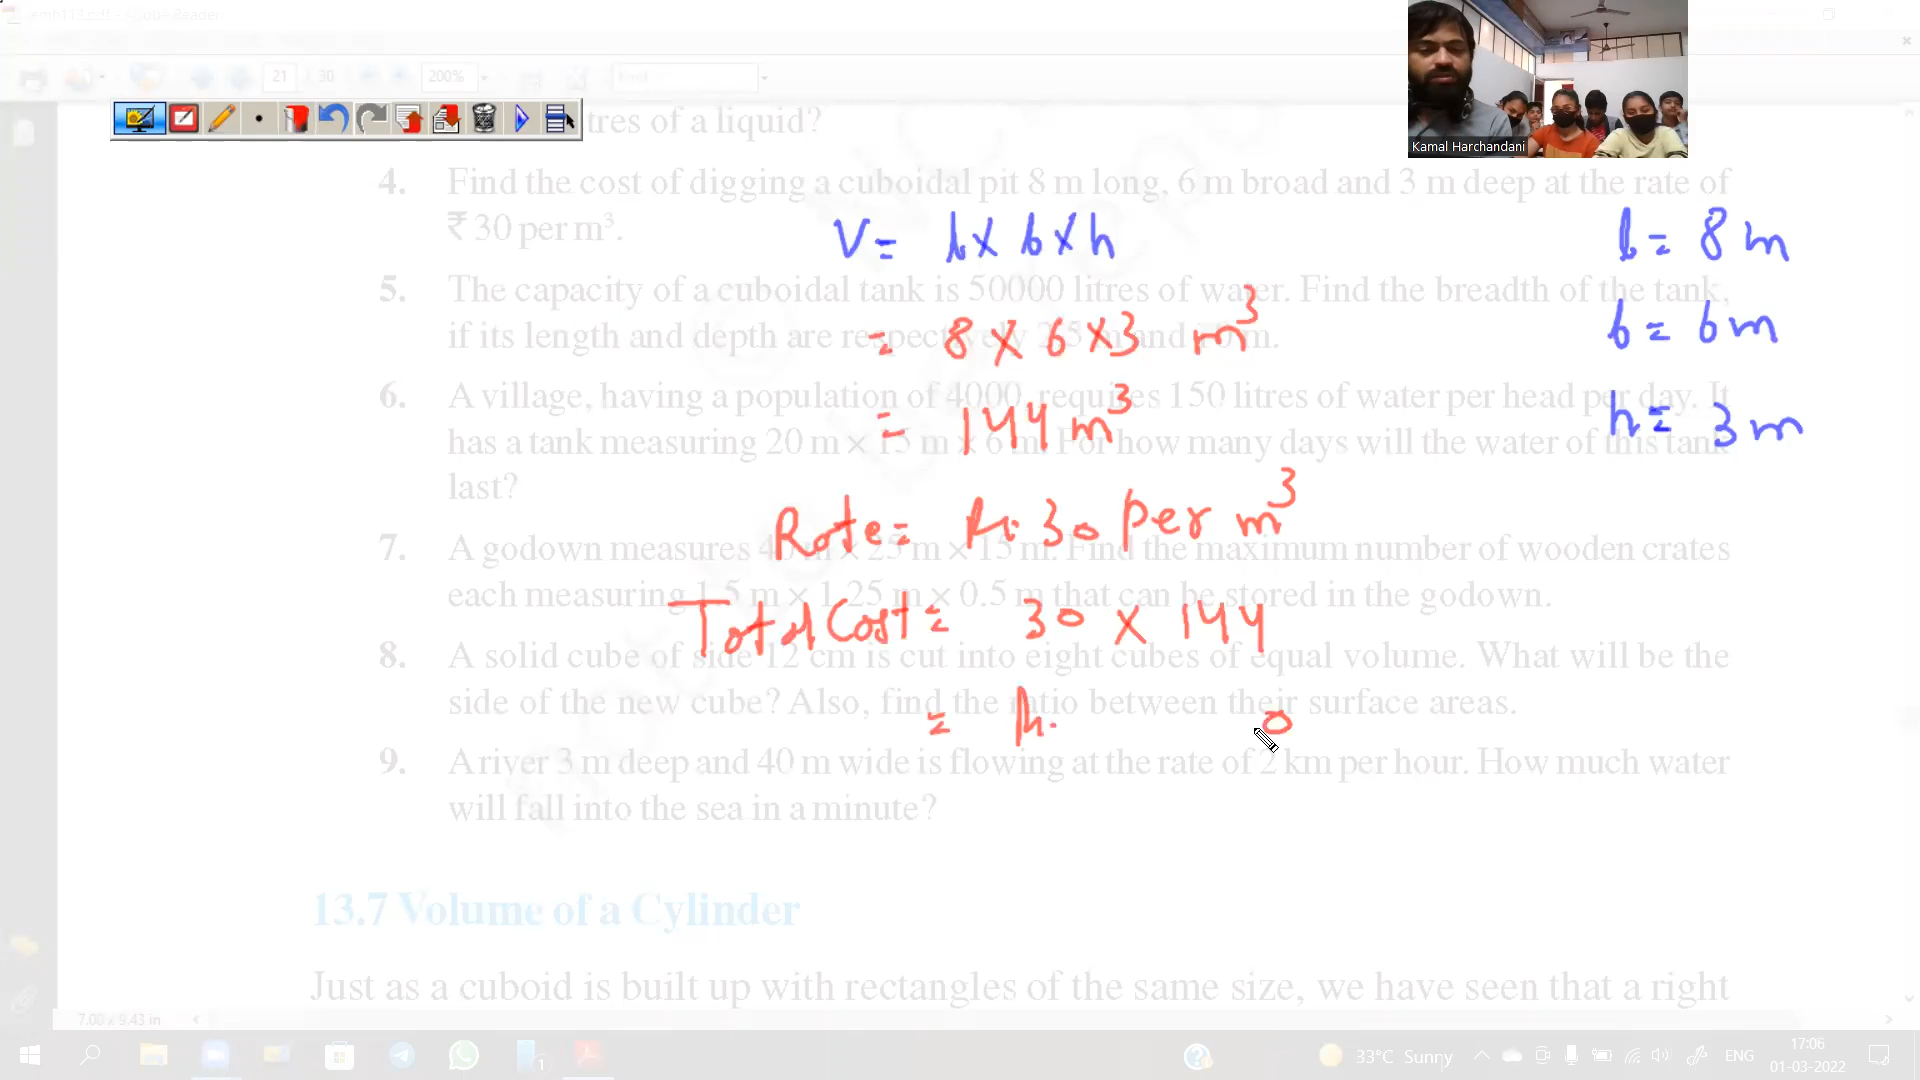 21 / 30
200%
Find
Kamal Harchandani
tres of a liquid?
4. Find the cost of digging a cuboidal pit 8 m long, 6 m broad and 3 m deep at the rate of
₹ 30 per m³.
V = l × b × h
l = 8 m
5. The capacity of a cuboidal tank is 50000 litres of water. Find the breadth of the tank,
if its length and depth are respectively 2.5 m and m.
= 8 × 6 × 3 m³
b = 6 m
6. A village, having a population of 4000, requires 150 litres of water per head per day. It
has a tank measuring 20 m × 15 m × 6 m. For how many days will the water of this tank
last?
= 144 m³
h = 3 m
Rate = Rs. 30 per m³
7. A godown measures 4 m × 25 m × 15 m. Find the maximum number of wooden crates
each measuring 1.5 m × 1.25 m × 0.5 m that can be stored in the godown.
Total Cost = 30 × 144
8. A solid cube of side 12 cm is cut into eight cubes of equal volume. What will be the
side of the new cube? Also, find the ratio between their surface areas.
= Rs. 0
9. A river 3 m deep and 40 m wide is flowing at the rate of 2 km per hour. How much water
will fall into the sea in a minute?
13.7 Volume of a Cylinder
Just as a cuboid is built up with rectangles of the same size, we have seen that a right
7.00 x 9.43 in
33°C Sunny
ENG
17:06
01-03-2022